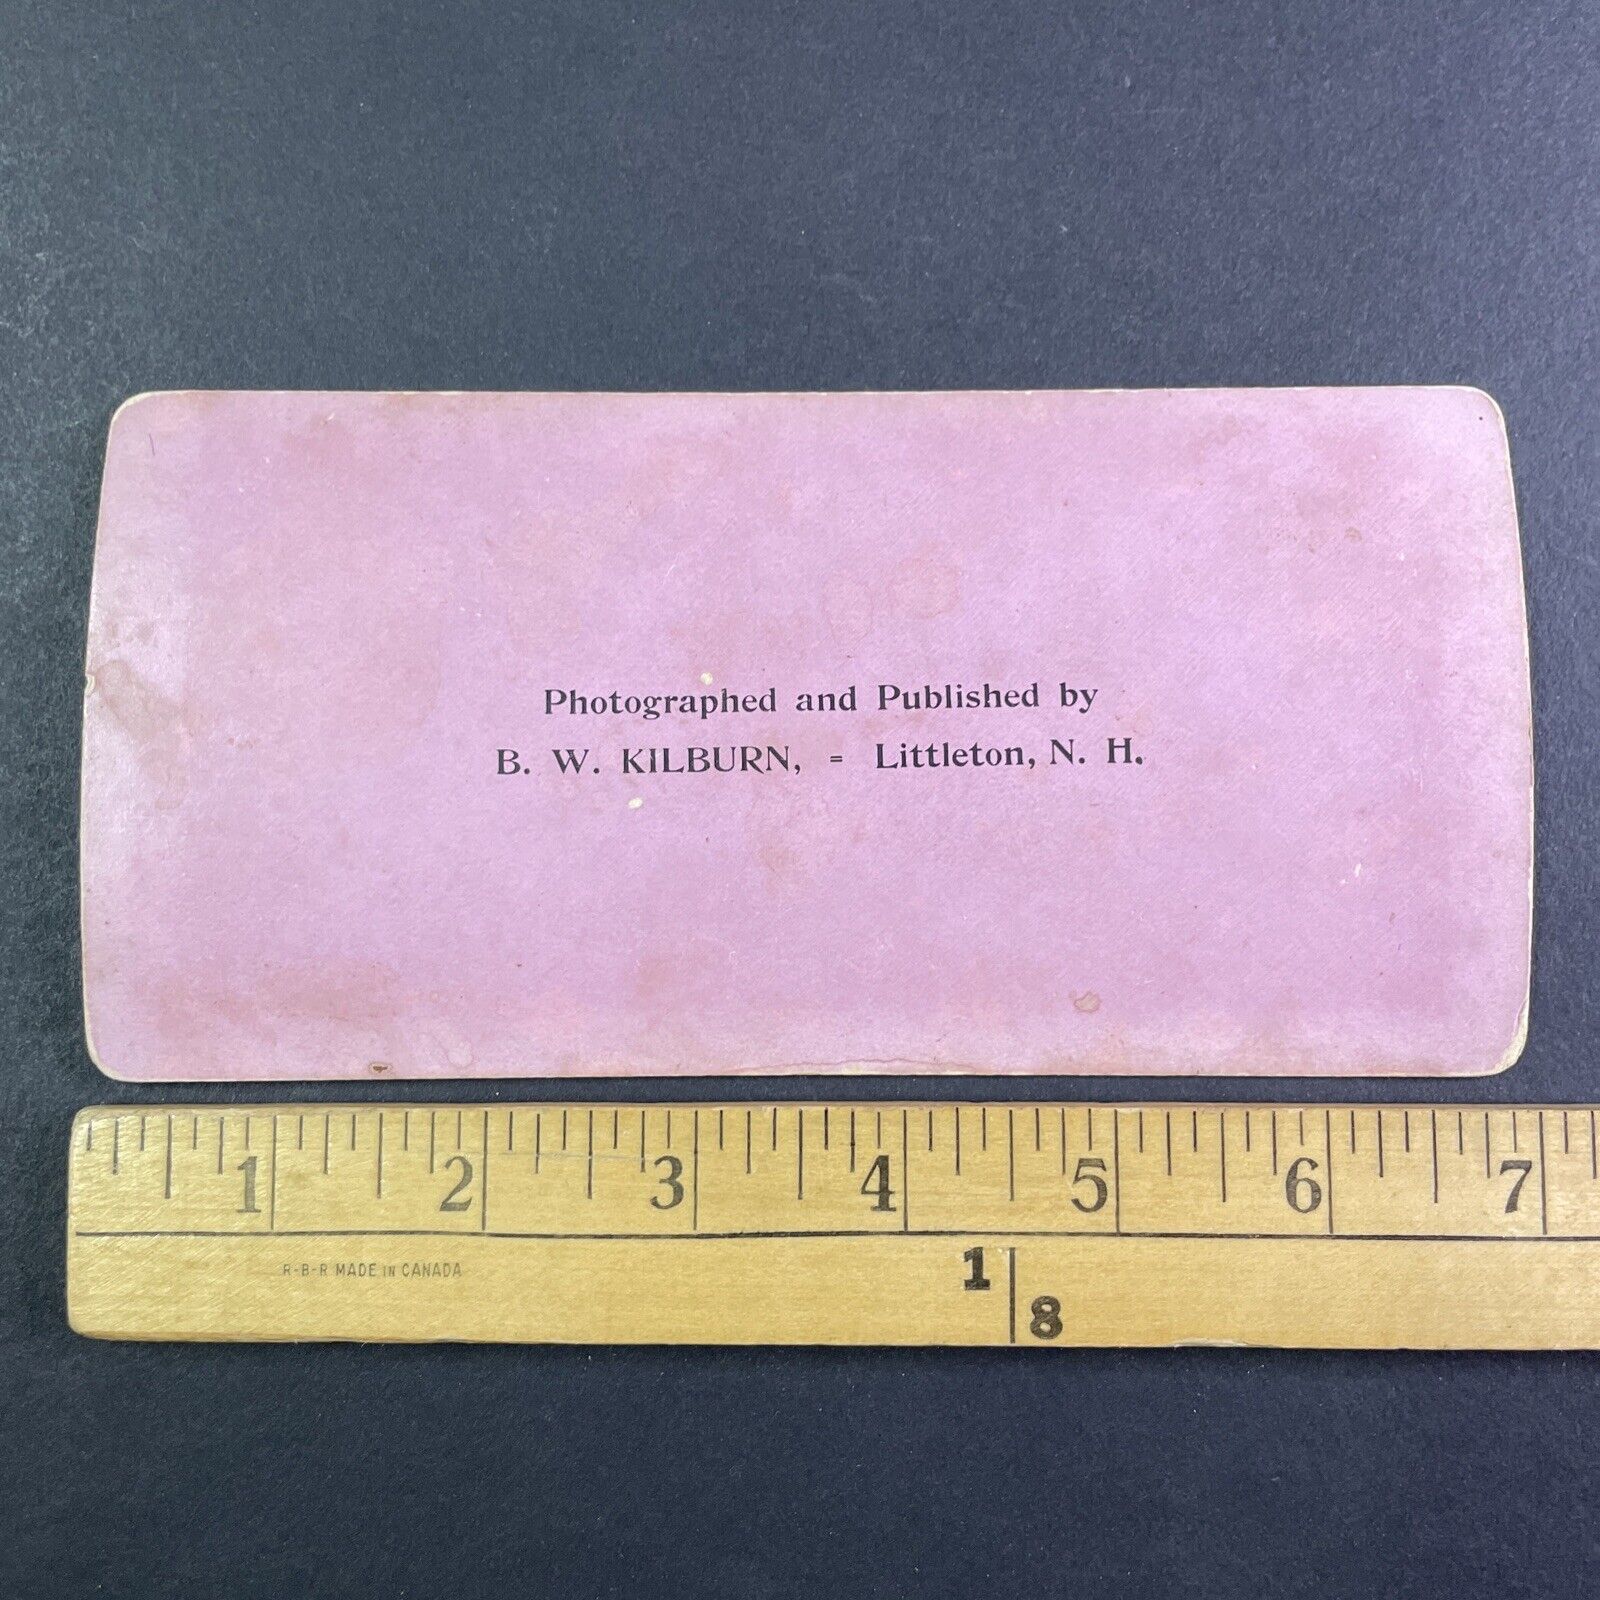 Photographed and Published by
B. W. KILBURN, = Littleton, N. H.
1 2 3 4 5 6 7
R-B-R MADE IN CANADA
1
8